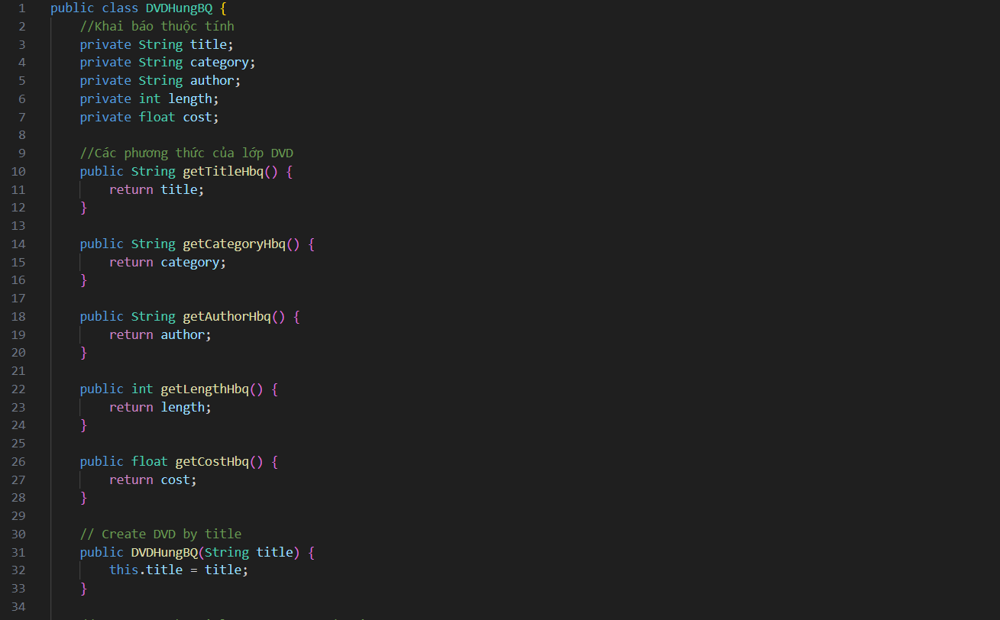 1 public class DVDHungBQ {
2 //Khai báo thuộc tính
3 private String title;
4 private String category;
5 private String author;
6 private int length;
7 private float cost;
8
9 //Các phương thức của lớp DVD
10 public String getTitleHbq() {
11 return title;
12 }
13
14 public String getCategoryHbq() {
15 return category;
16 }
17
18 public String getAuthorHbq() {
19 return author;
20 }
21
22 public int getLengthHbq() {
23 return length;
24 }
25
26 public float getCostHbq() {
27 return cost;
28 }
29
30 // Create DVD by title
31 public DVDHungBQ(String title) {
32 this.title = title;
33 }
34